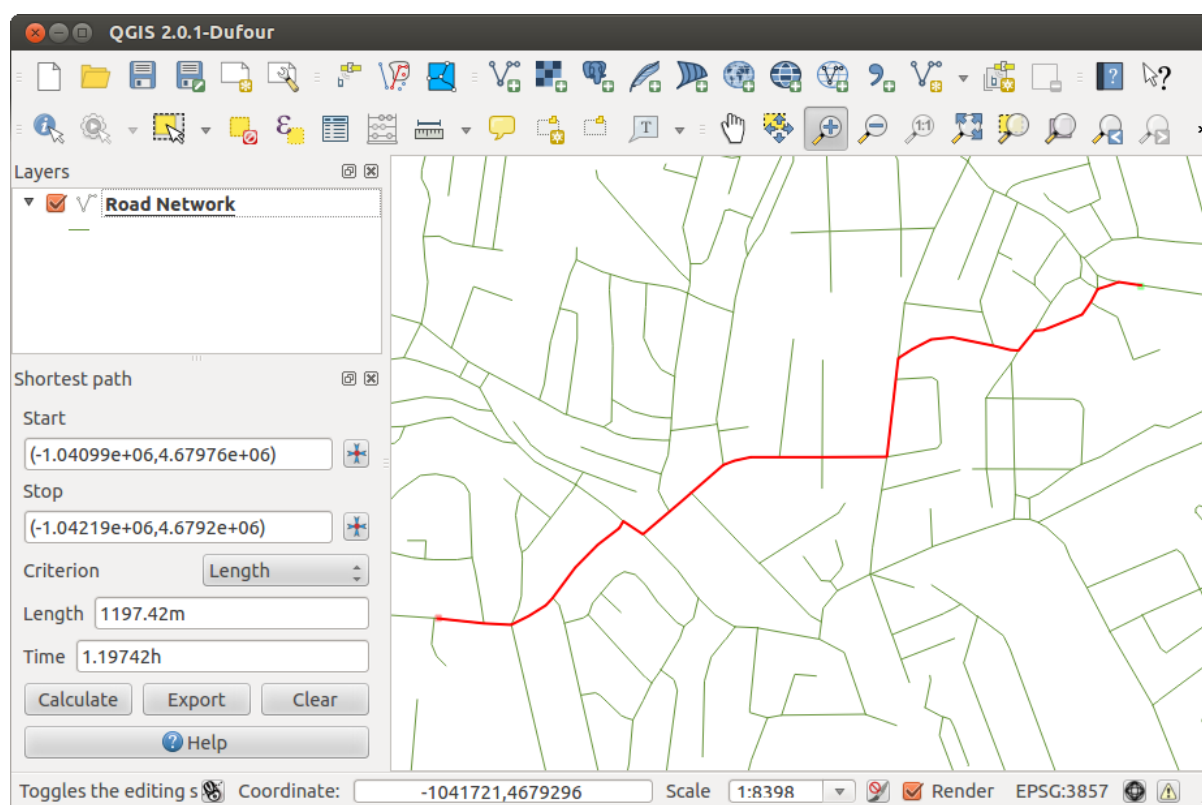 QGIS 2.0.1-Dufour
Layers
Road Network
Shortest path
Start
(-1.04099e+06,4.67976e+06)
Stop
(-1.04219e+06,4.6792e+06)
Criterion Length
Length 1197.42m
Time 1.19742h
Calculate Export Clear
Help
Toggles the editing s Coordinate: -1041721,4679296 Scale 1:8398 Render EPSG:3857